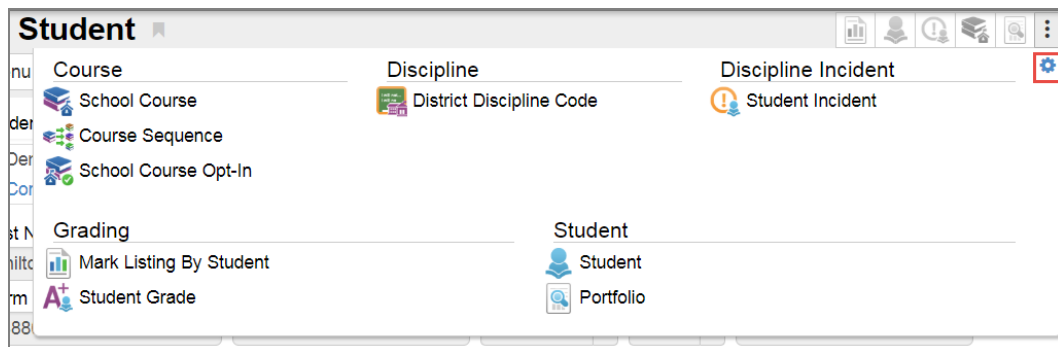 Student
Course
School Course
Course Sequence
School Course Opt-In
Discipline
District Discipline Code
Discipline Incident
Student Incident
Grading
Mark Listing By Student
Student Grade
Student
Student
Portfolio